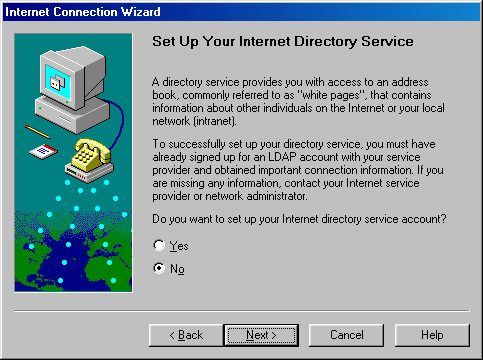 Internet Connection Wizard
Set Up Your Internet Directory Service
A directory service provides you with access to an address
book, commonly referred to as "white pages", that contains
information about other individuals on the Internet or your local
network (intranet).
To successfully set up your directory service, you must have
already signed up for an LDAP account with your service
provider and obtained important connection information. If you
are missing any information, contact your Internet service
provider or network administrator.
Do you want to set up your Internet directory service account?
Yes
No
< Back
Next >
Cancel
Help